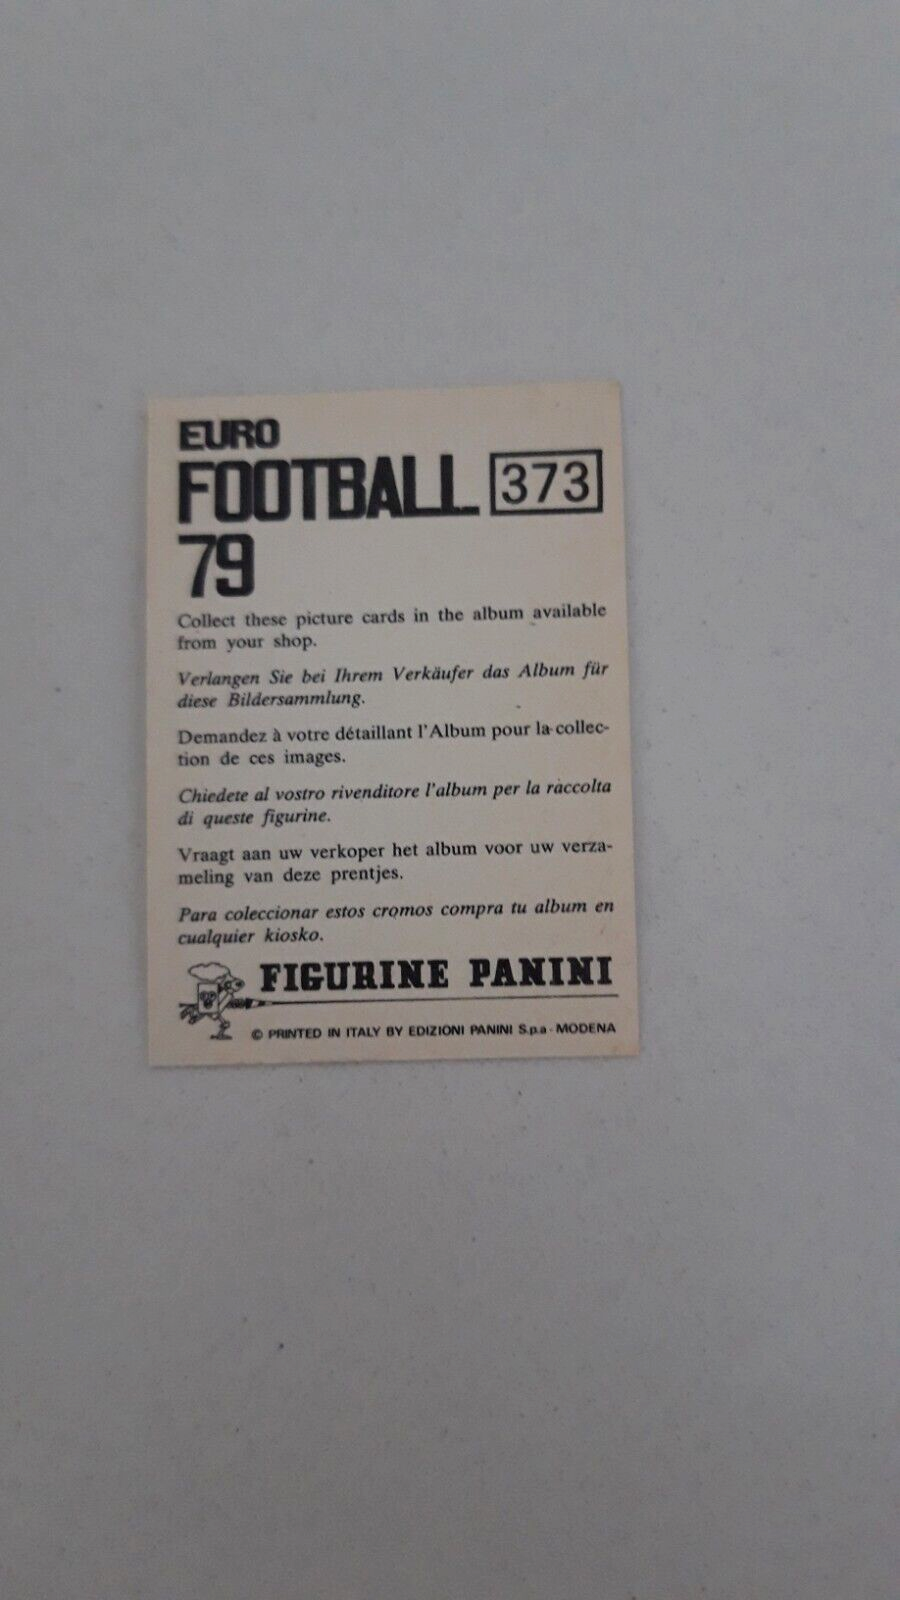 EURO
FOOTBALL 373
79
Collect these picture cards in the album available
from your shop.
Verlangen Sie bei Ihrem Verkäufer das Album für
diese Bildersammlung.
Demandez à votre détaillant l'Album pour la collec-
tion de ces images.
Chiedete al vostro rivenditore l'album per la raccolta
di queste figurine.
Vraagt aan uw verkoper het album voor uw verza-
meling van deze prentjes.
Para coleccionar estos cromos compra tu album en
cualquier kiosko.
FIGURINE PANINI
© PRINTED IN ITALY BY EDIZIONI PANINI S.p.a - MODENA